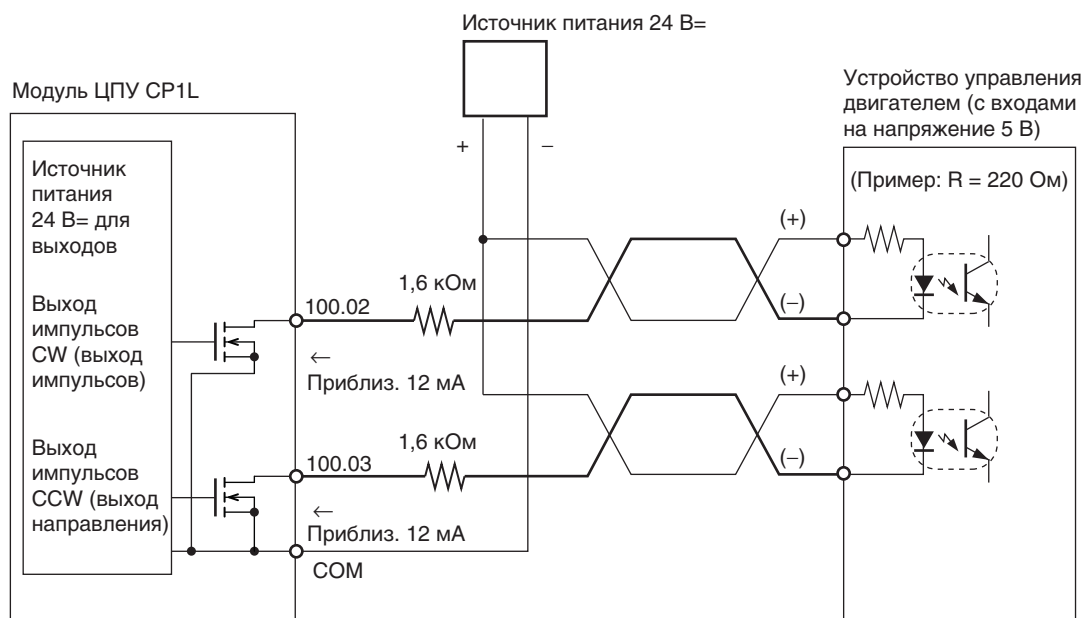 Источник питания 24 В=
Модуль ЦПУ CP1L
Устройство управления
двигателем (с входами
на напряжение 5 В)
+
−
Источник
питания
24 В= для
выходов
(Пример: R = 220 Ом)
(+)
1,6 кОм
Выход
импульсов
CW (выход
импульсов)
100.02
(−)
←
Приблиз. 12 мА
(+)
1,6 кОм
Выход
импульсов
CCW (выход
направления)
100.03
(−)
←
Приблиз. 12 мА
COM